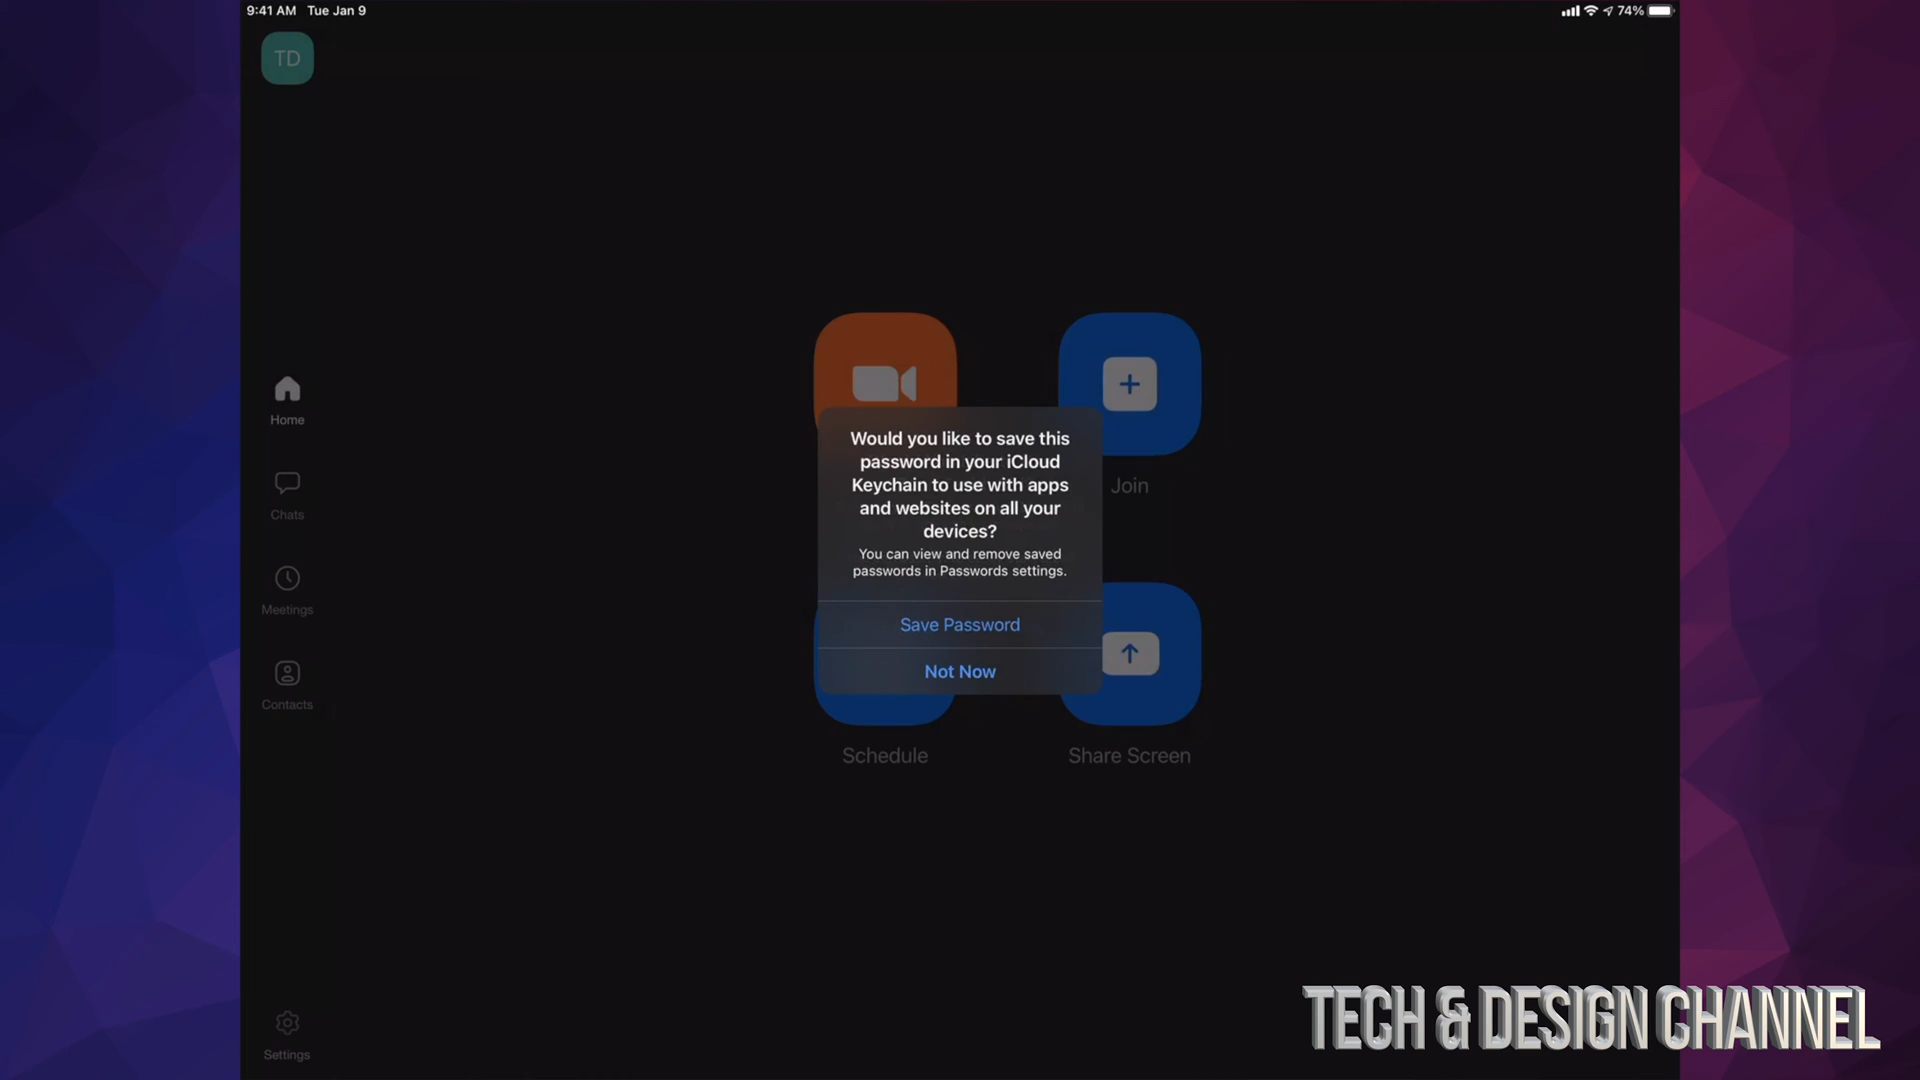 9:41 AM Tue Jan 9
74%
TD
Home
Chats
Meetings
Contacts
Settings
Would you like to save this
password in your iCloud
Keychain to use with apps
and websites on all your
devices?
You can view and remove saved
passwords in Passwords settings.
Save Password
Not Now
Join
Schedule
Share Screen
TECH & DESIGN CHANNEL